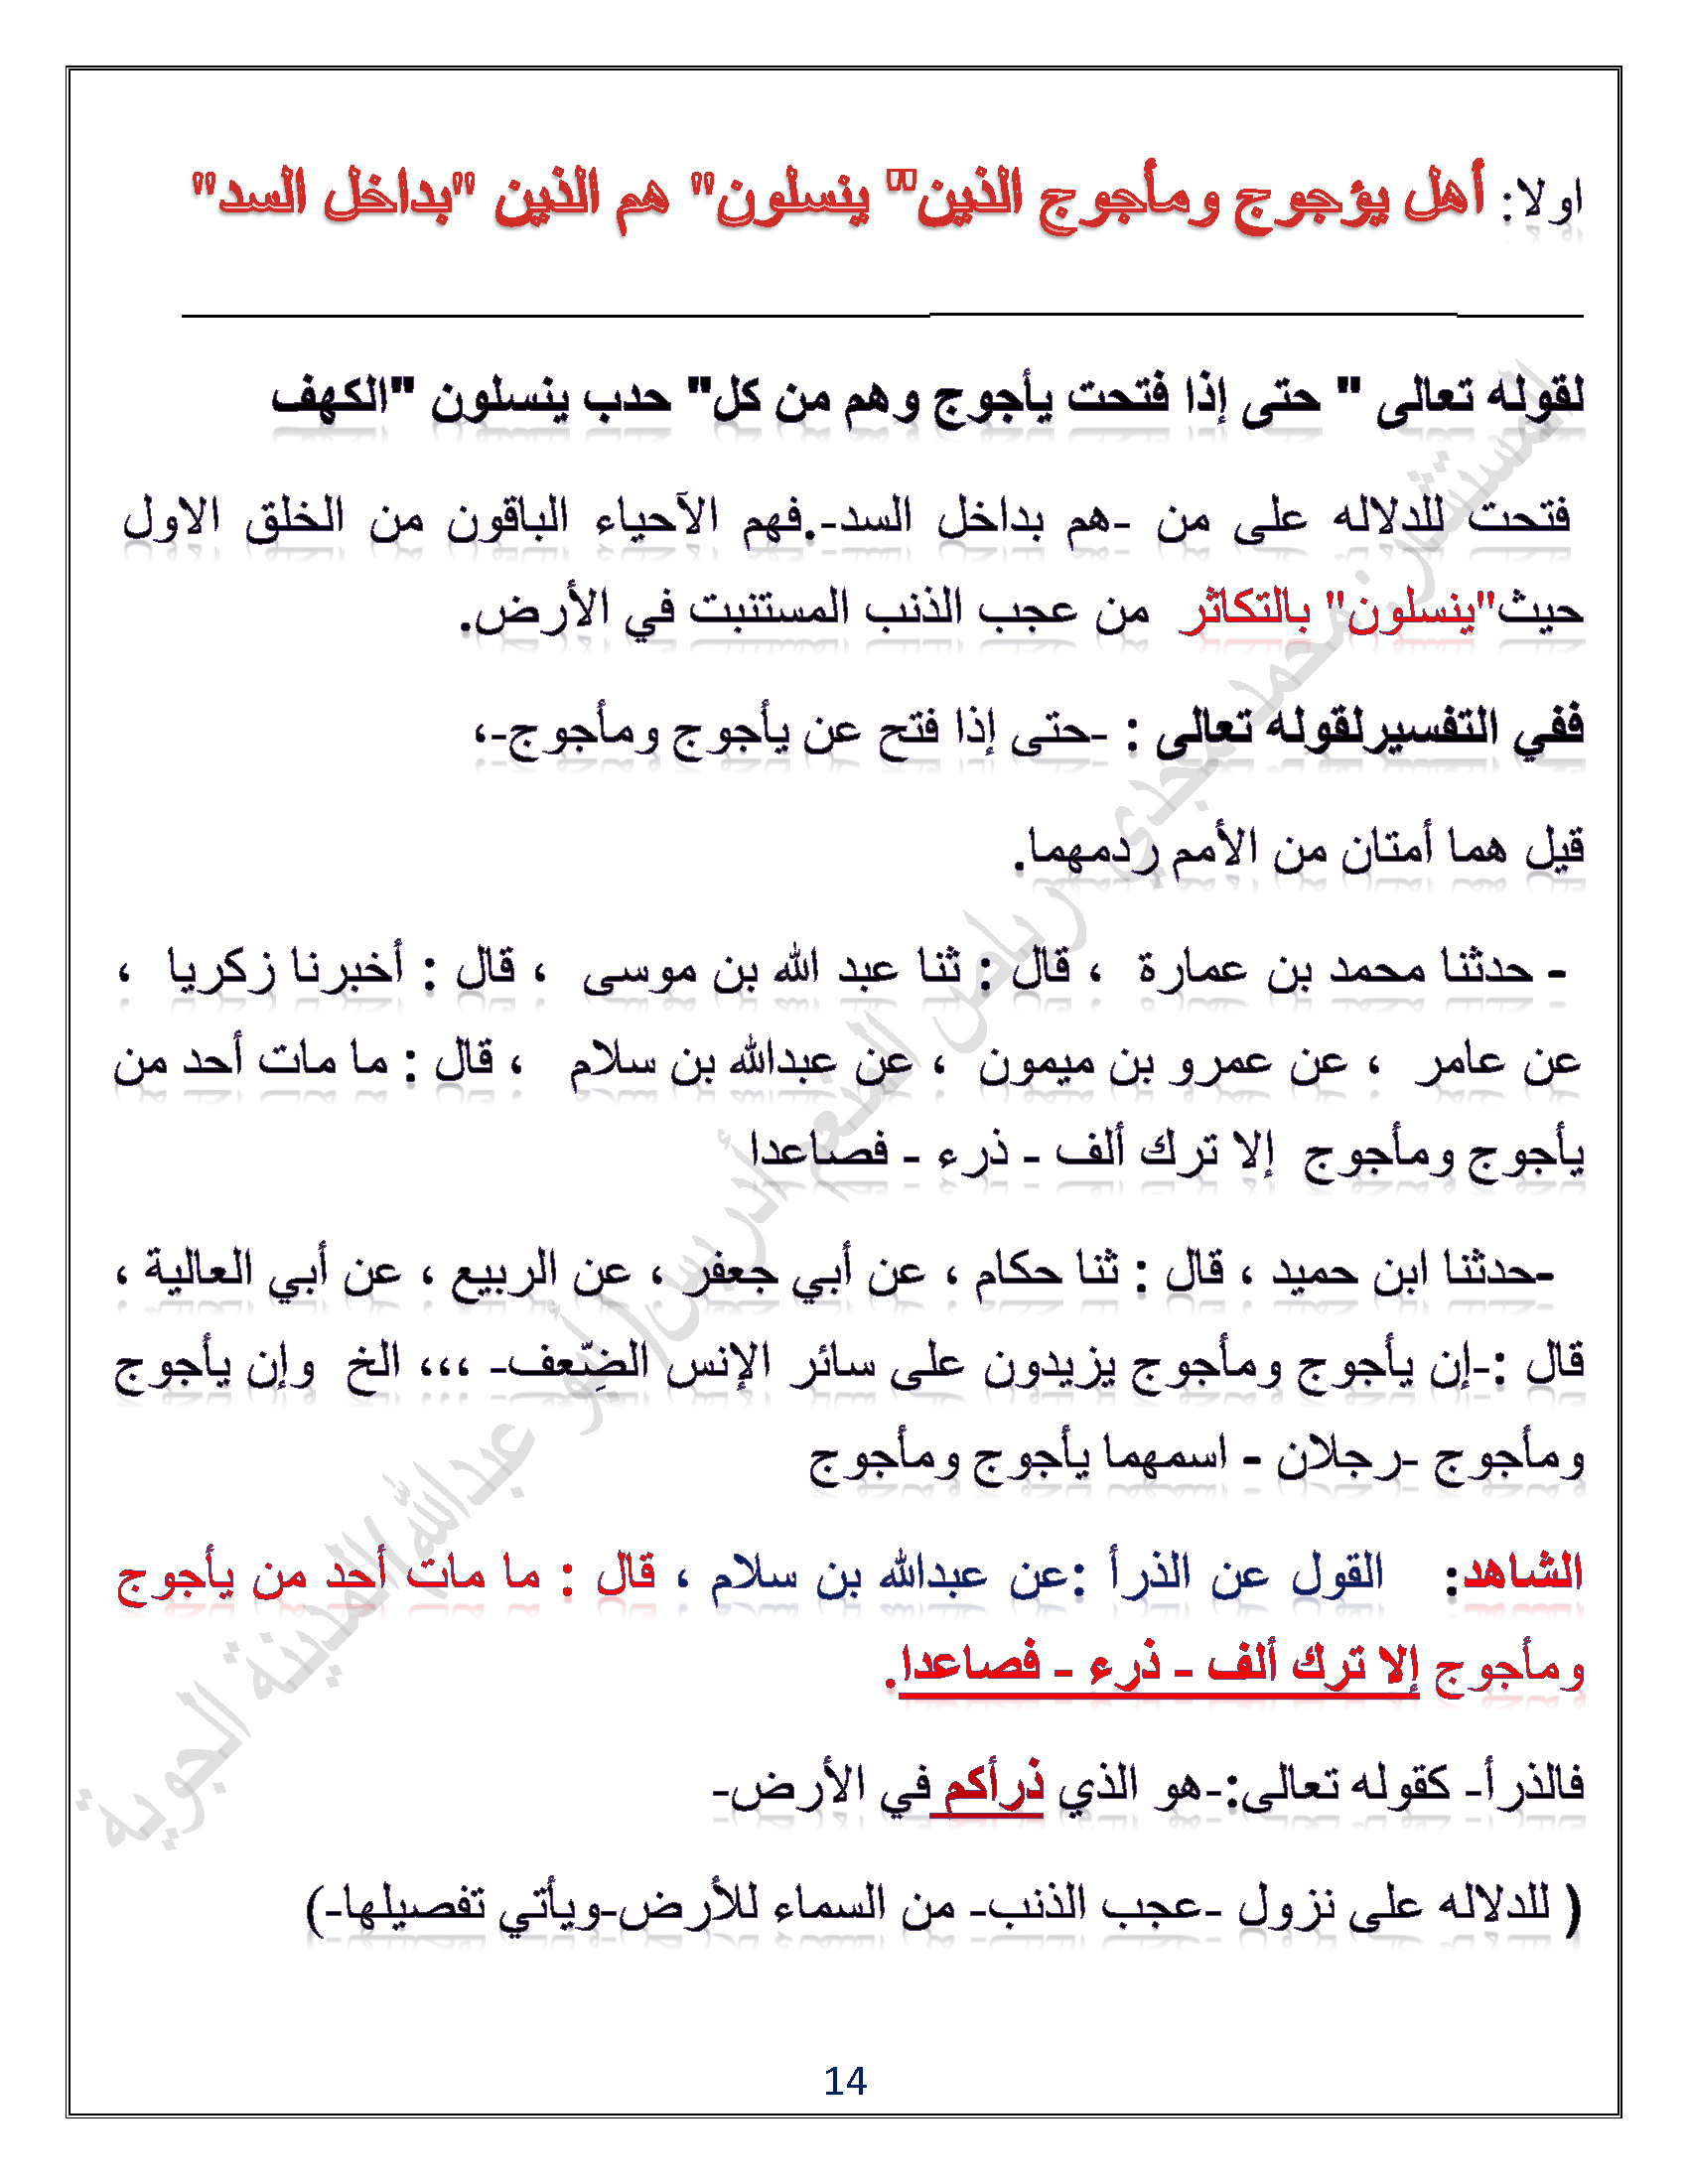 اولا: أهل يؤجوج ومأجوج الذين" ينسلون" هم الذين "بداخل السد"
لقوله تعالى " حتى إذا فتحت يأجوج وهم من كل" حدب ينسلون "الكهف
فتحت للدلاله على من -هم بداخل السد-.فهم الآحياء الباقون من الخلق الاول
حيث"ينسلون" بالتكاثر من عجب الذنب المستنبت في الأرض.
ففي التفسيرلقوله تعالى : -حتى إذا فتح عن يأجوج ومأجوج-،
قيل هما أمتان من الأمم ردمهما.
- حدثنا محمد بن عمارة ، قال : ثنا عبد الله بن موسى ، قال : أخبرنا زكريا ،
عن عامر ، عن عمرو بن ميمون ، عن عبدالله بن سلام ، قال : ما مات أحد من
يأجوج ومأجوج إلا ترك ألف - ذرء - فصاعدا
-حدثنا ابن حميد ، قال : ثنا حكام ، عن أبي جعفر ، عن الربيع ، عن أبي العالية ،
قال :-إن يأجوج ومأجوج يزيدون على سائر الإنس الضِّعف- ،،، الخ وإن يأجوج
ومأجوج -رجلان - اسمهما يأجوج ومأجوج
الشاهد: القول عن الذرأ :عن عبدالله بن سلام ، قال : ما مات أحد من يأجوج
ومأجوج إلا ترك ألف - ذرء - فصاعدا.
فالذرأ- كقوله تعالى:-هو الذي ذرأكم في الأرض-
( للدلاله على نزول -عجب الذنب- من السماء للأرض-ويأتي تفصيلها-)
المستشار: محمد مجدي رياض المنعم أدريس/ أبو عبدالله/المدينة الجوية
14